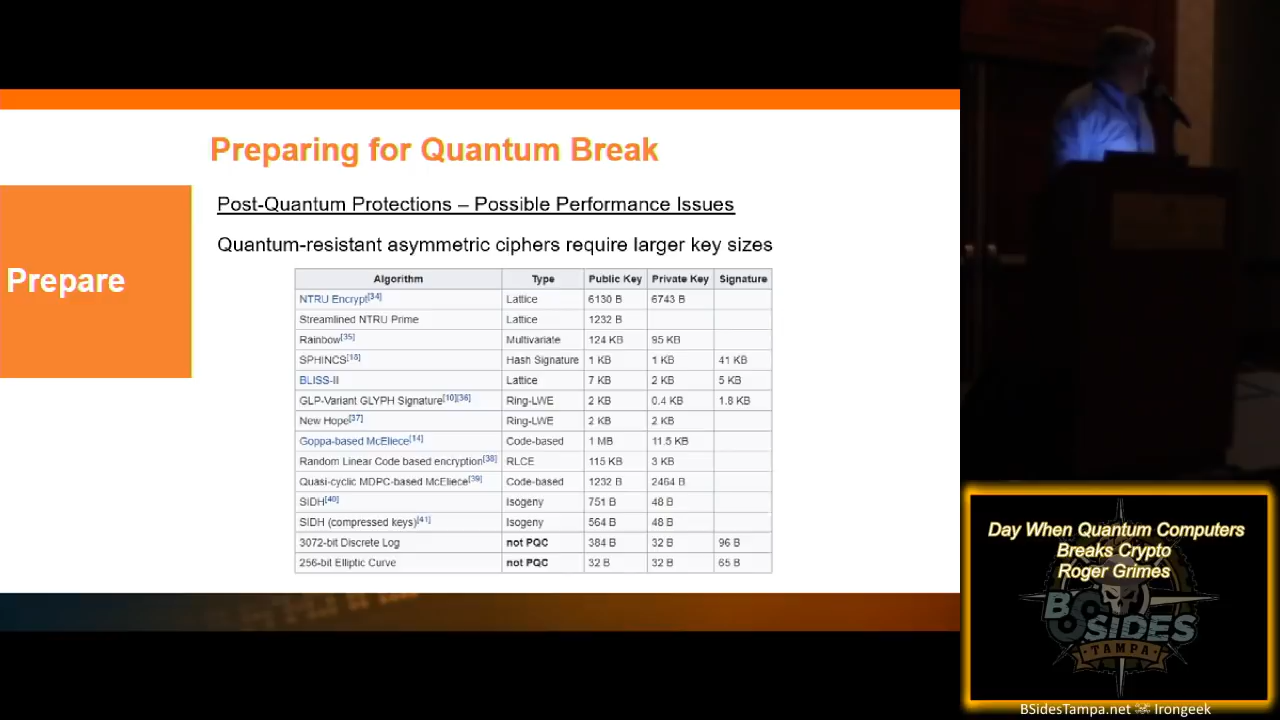 Preparing for Quantum Break
Prepare
Post-Quantum Protections – Possible Performance Issues
Quantum-resistant asymmetric ciphers require larger key sizes
Algorithm Type Public Key Private Key Signature
NTRU Encrypt[34] Lattice 6130 B 6743 B
Streamlined NTRU Prime Lattice 1232 B
Rainbow[35] Multivariate 124 KB 95 KB
SPHINCS[18] Hash Signature 1 KB 1 KB 41 KB
BLISS-II Lattice 7 KB 2 KB 5 KB
GLP-Variant GLYPH Signature[10][36] Ring-LWE 2 KB 0.4 KB 1.8 KB
New Hope[37] Ring-LWE 2 KB 2 KB
Goppa-based McEliece[14] Code-based 1 MB 11.5 KB
Random Linear Code based encryption[38] RLCE 115 KB 3 KB
Quasi-cyclic MDPC-based McEliece[39] Code-based 1232 B 2464 B
SIDH[40] Isogeny 751 B 48 B
SIDH (compressed keys)[41] Isogeny 564 B 48 B
3072-bit Discrete Log not PQC 384 B 32 B 96 B
256-bit Elliptic Curve not PQC 32 B 32 B 65 B
Day When Quantum Computers
Breaks Crypto
Roger Grimes
BSIDES
TAMPA
BSidesTampa.net ☠ Irongeek